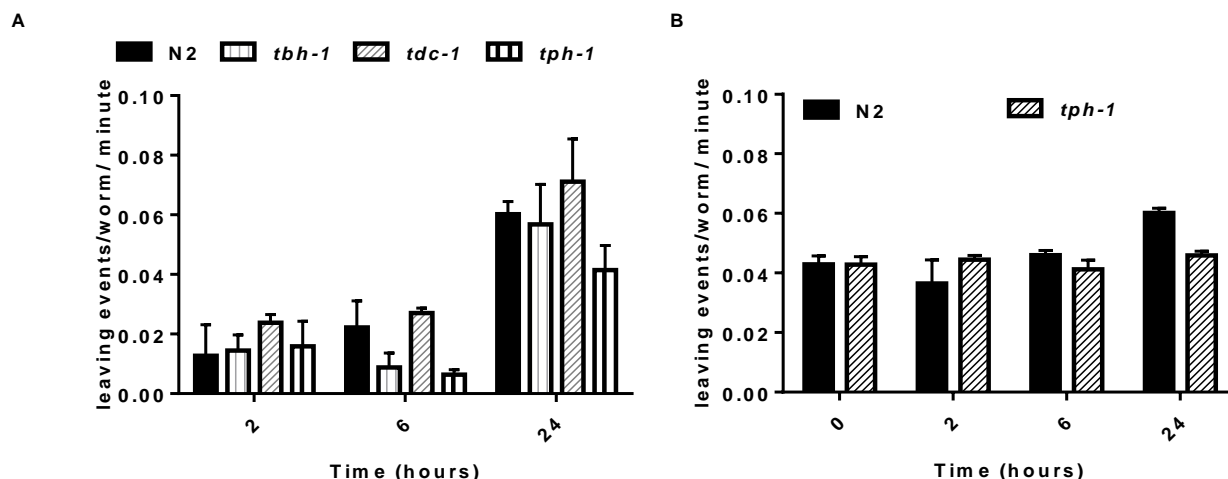 A
N2 tbh-1 tdc-1 tph-1
leaving events/worm/ minute
0.10
0.08
0.06
0.04
0.02
0.00
2 6 24
Time (hours)
B
N2 tph-1
leaving events/worm/ minute
0.10
0.08
0.06
0.04
0.02
0.00
0 2 6 24
Time (hours)